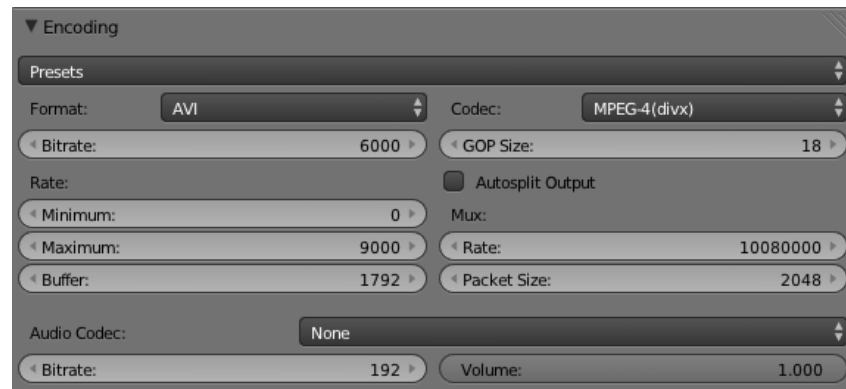 Encoding
Presets
Format: AVI Codec: MPEG-4(divx)
Bitrate: 6000 GOP Size: 18
Rate: Autosplit Output
Minimum: 0 Mux:
Maximum: 9000 Rate: 10080000
Buffer: 1792 Packet Size: 2048
Audio Codec: None
Bitrate: 192 Volume: 1.000